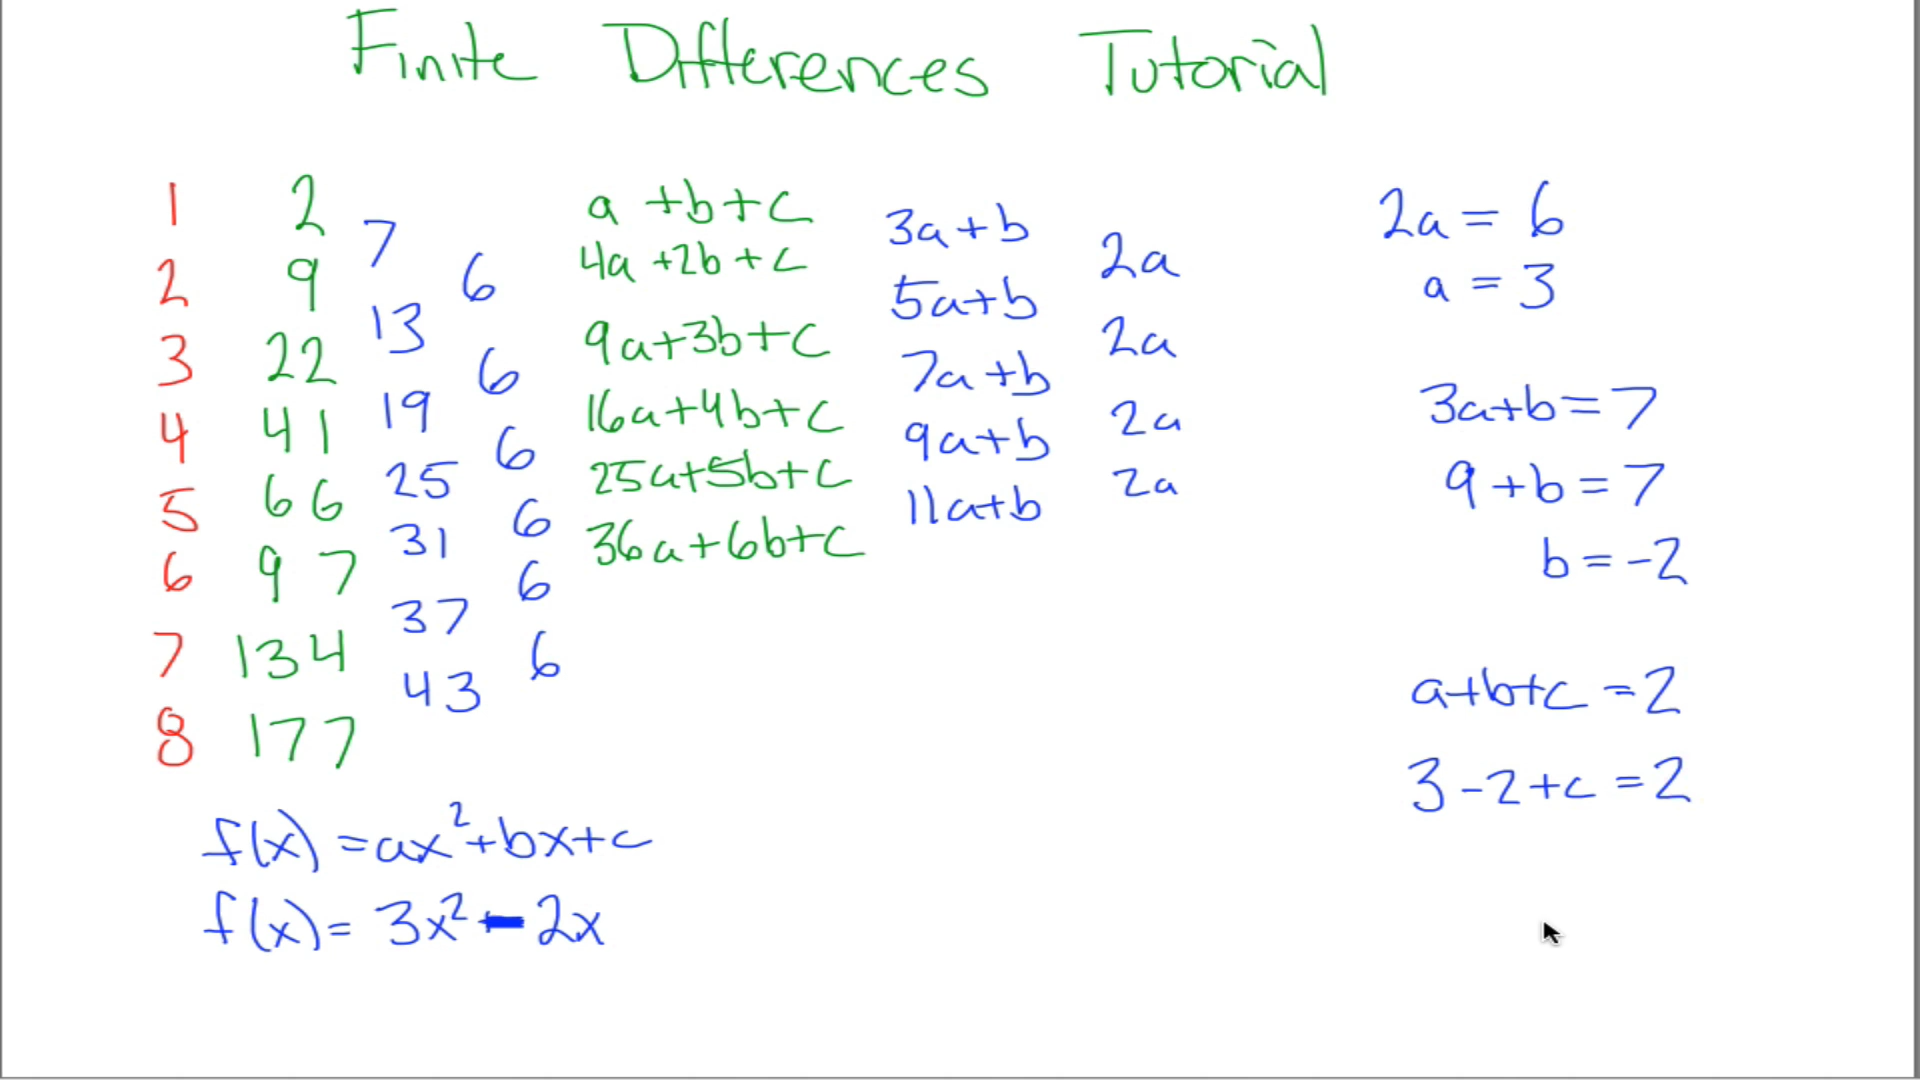 Finite Differences Tutorial
1 2
7
2 9
6
13
3 22
6
19
4 41
6
25
5 66
6
31
6 97
6
37
7 134
6
43
8 177
a +b+c
4a +2b +c
9a+3b+c
16a+4b+c
25a+5b+c
36a+6b+c
3a+b
5a+b
7a+b
9a+b
11a+b
2a
2a
2a
2a
2a = 6
a = 3
3a+b=7
9+b=7
b=-2
a+b+c=2
3-2+c=2
f(x)=ax²+bx+c
f(x)= 3x²-2x